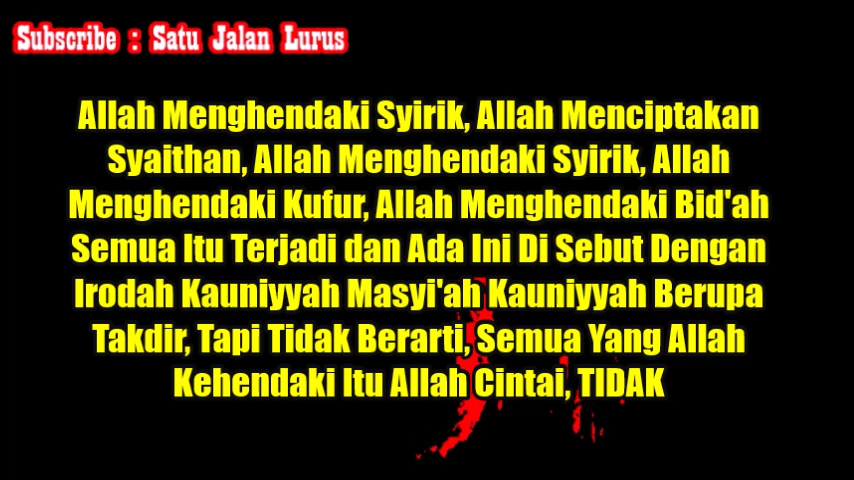 Subscribe : Satu Jalan Lurus
Allah Menghendaki Syirik, Allah Menciptakan
Syaithan, Allah Menghendaki Syirik, Allah
Menghendaki Kufur, Allah Menghendaki Bid'ah
Semua Itu Terjadi dan Ada Ini Di Sebut Dengan
Irodah Kauniyyah Masyi'ah Kauniyyah Berupa
Takdir, Tapi Tidak Berarti, Semua Yang Allah
Kehendaki Itu Allah Cintai, TIDAK